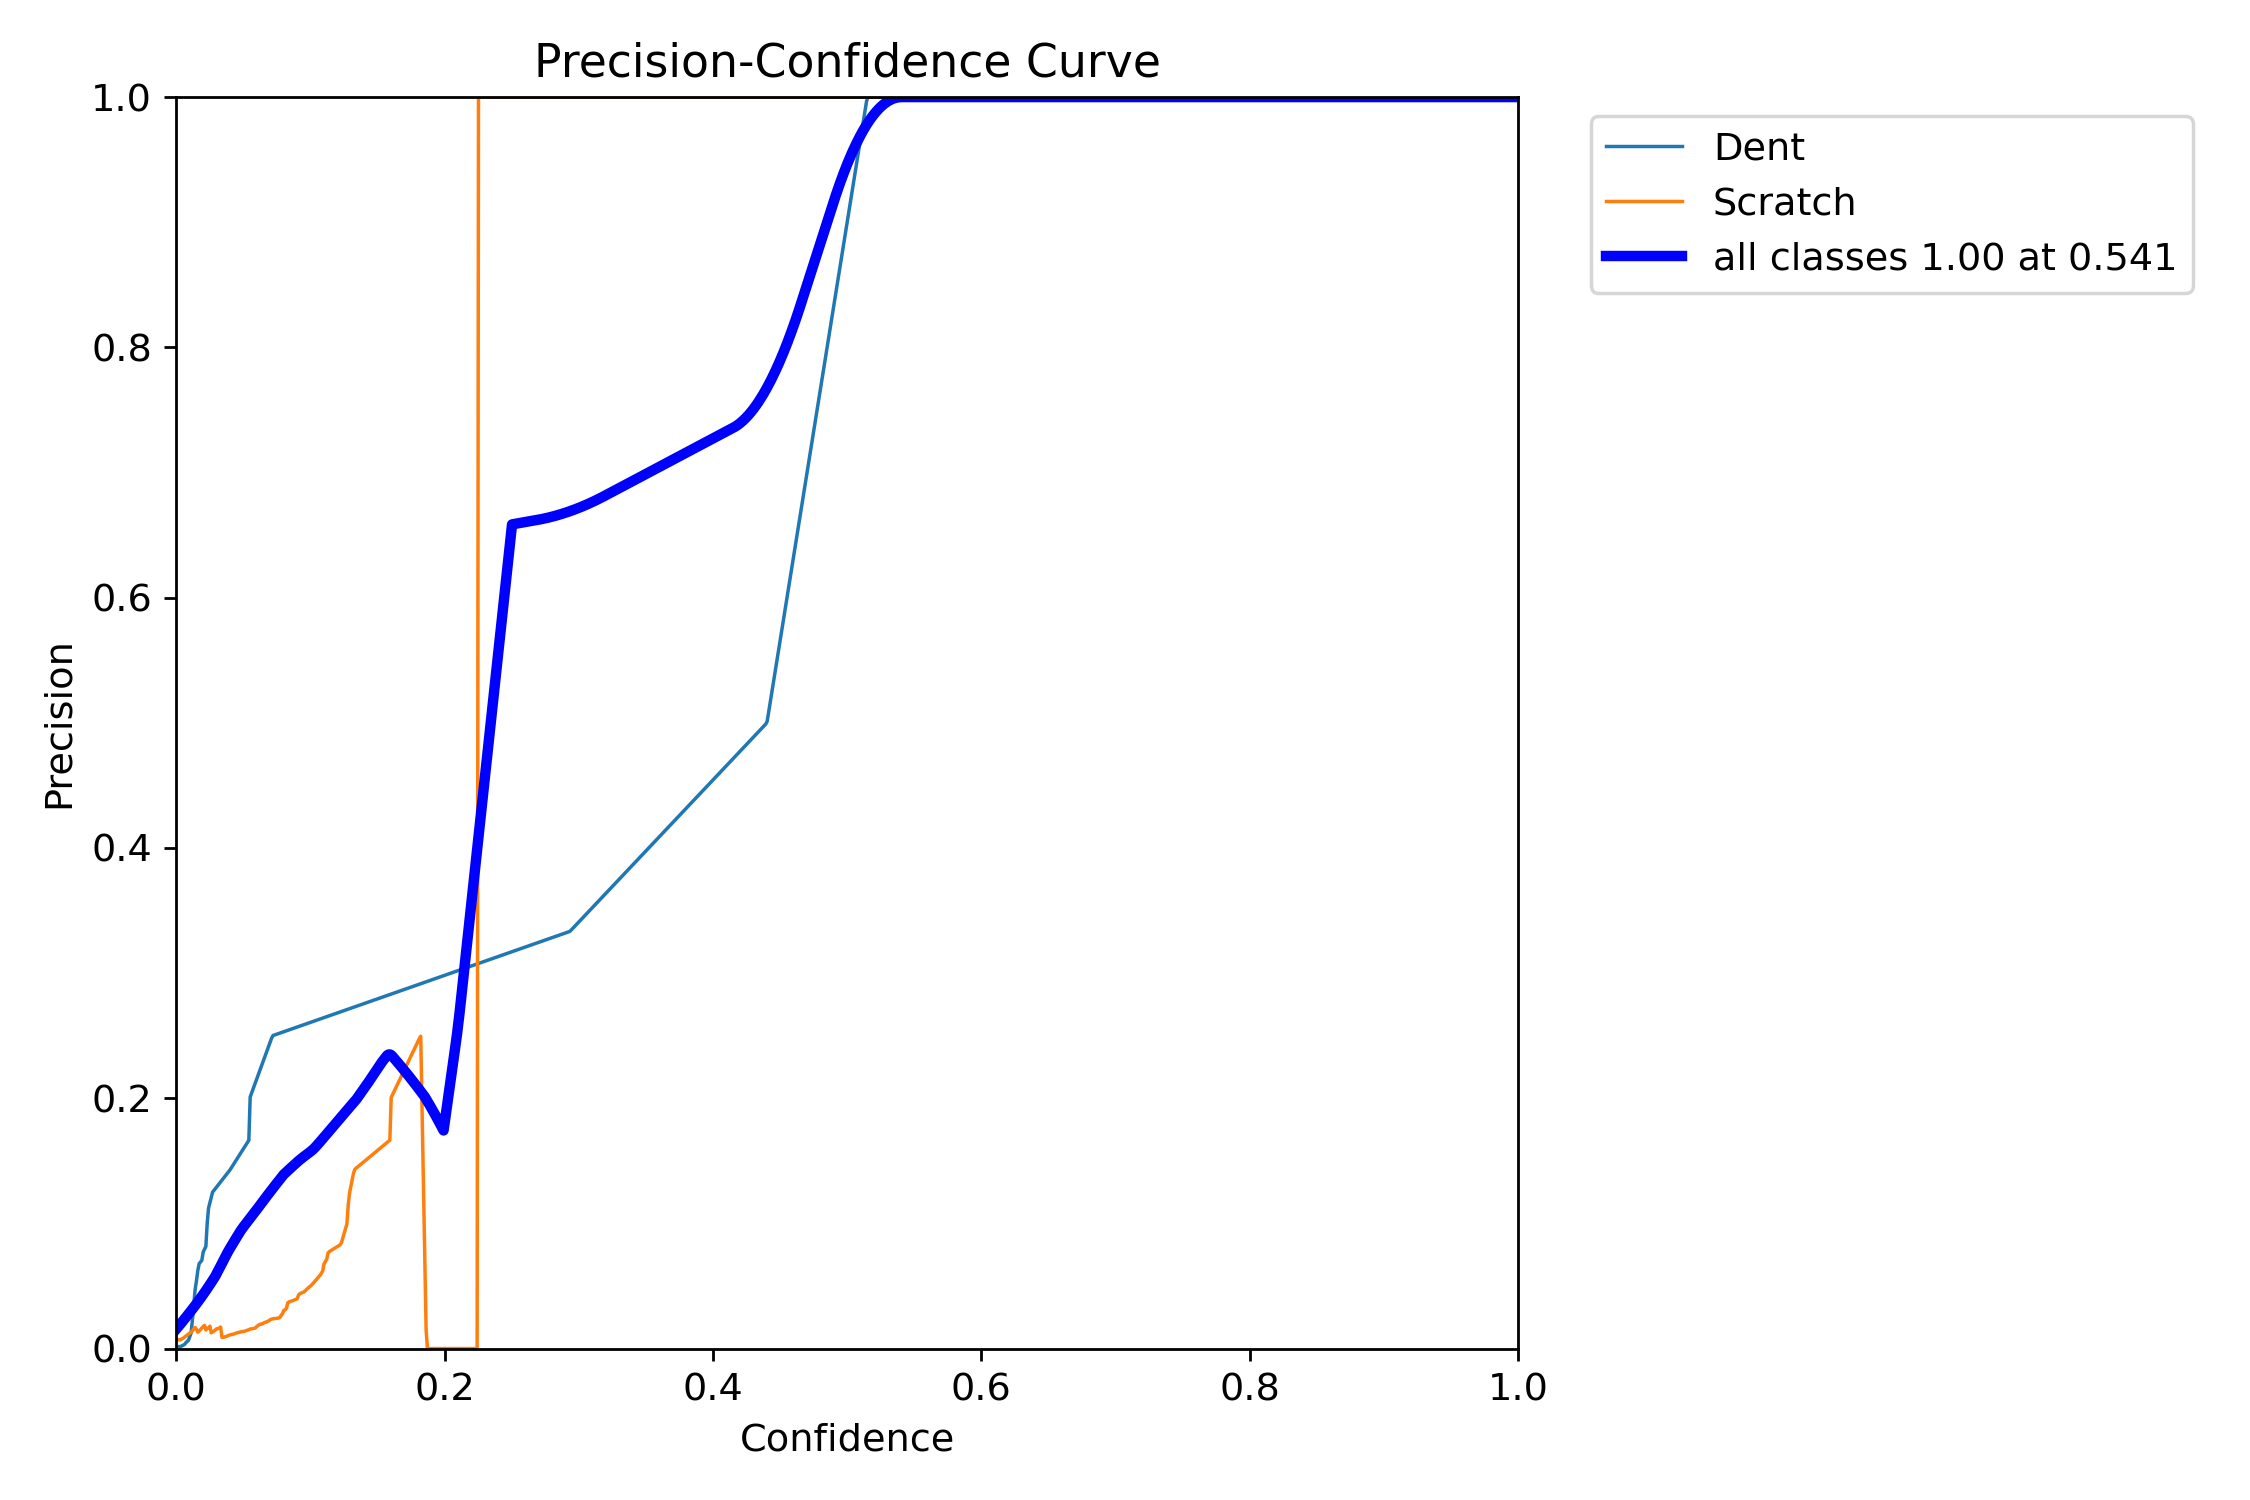 Precision-Confidence Curve
1.0
0.8
0.6
0.4
0.2
0.0
Precision
0.0 0.2 0.4 0.6 0.8 1.0
Confidence
Dent
Scratch
all classes 1.00 at 0.541